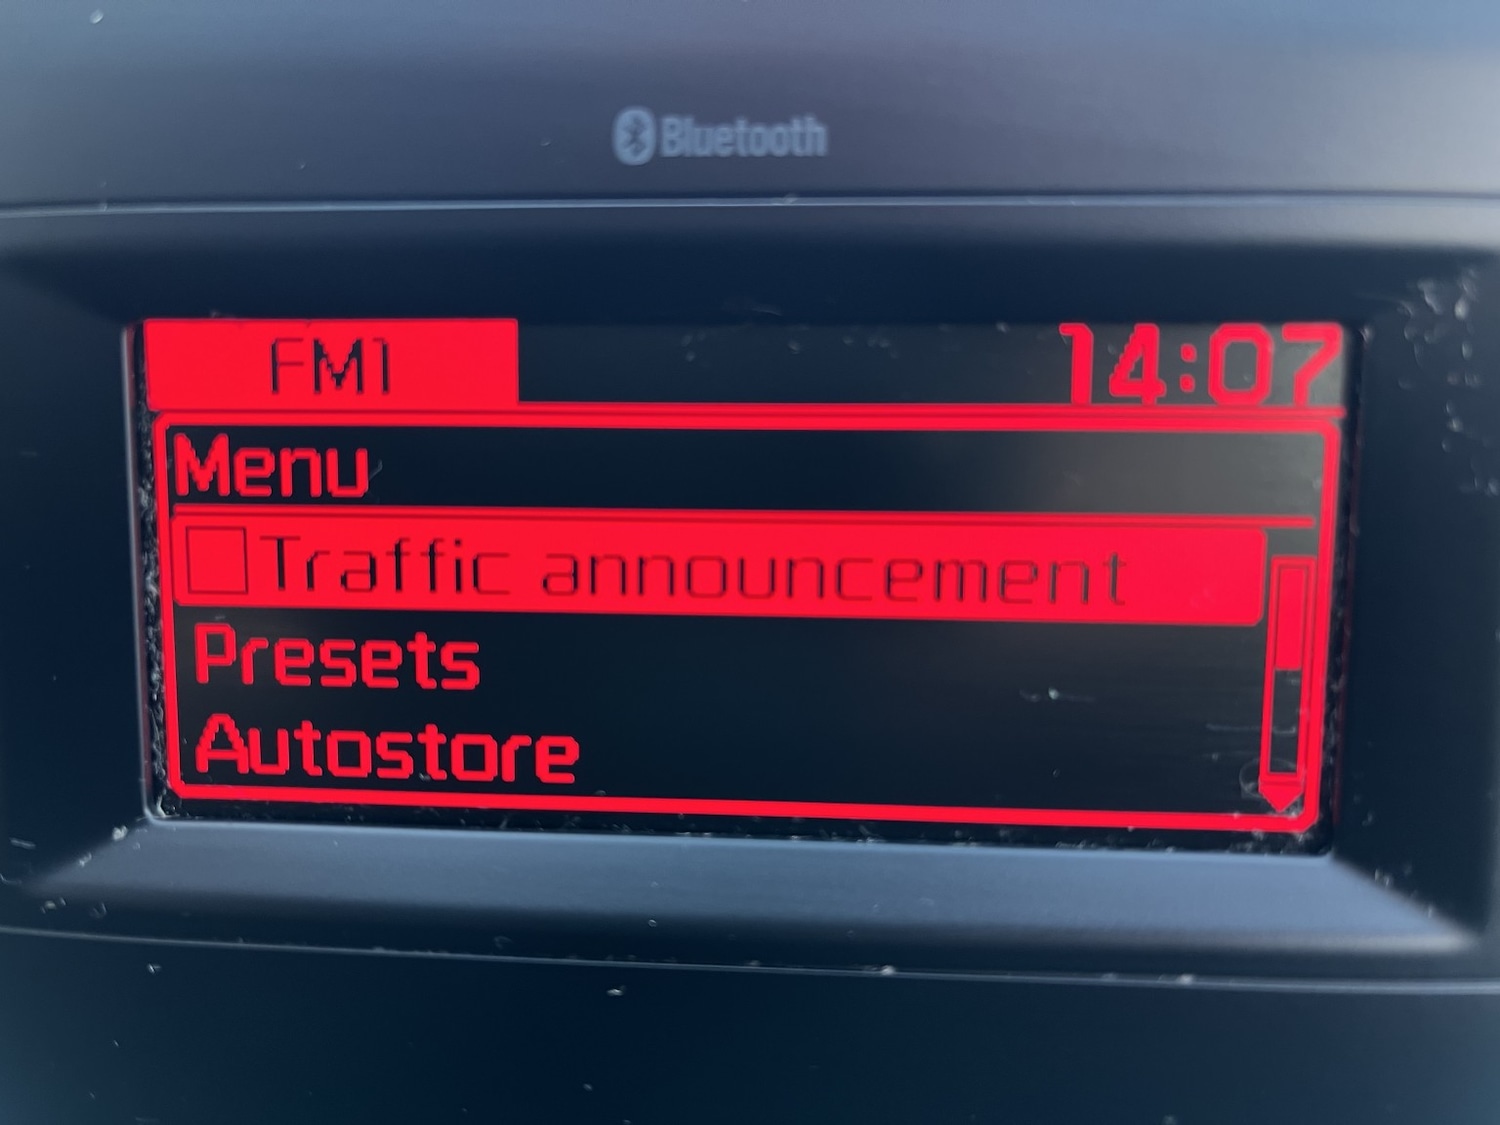 Bluetooth
FM1 14:07
Menu
Traffic announcement
Presets
Autostore